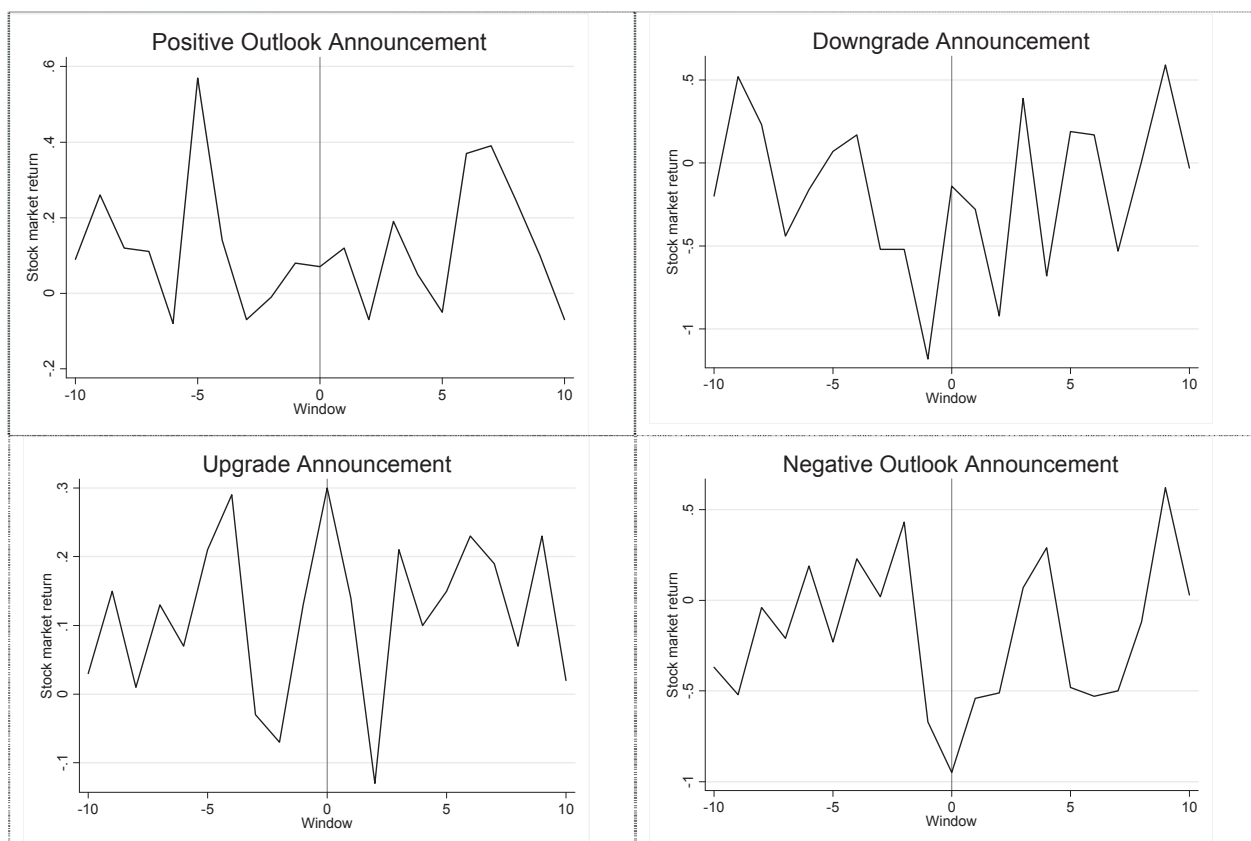 Positive Outlook Announcement
Stock market return
.6
.4
.2
0
-.2
-10 -5 0 5 10
Window
Downgrade Announcement
Stock market return
.5
0
-.5
-1
-10 -5 0 5 10
Window
Upgrade Announcement
Stock market return
.3
.2
.1
0
-.1
-10 -5 0 5 10
Window
Negative Outlook Announcement
Stock market return
.5
0
-.5
-1
-10 -5 0 5 10
Window